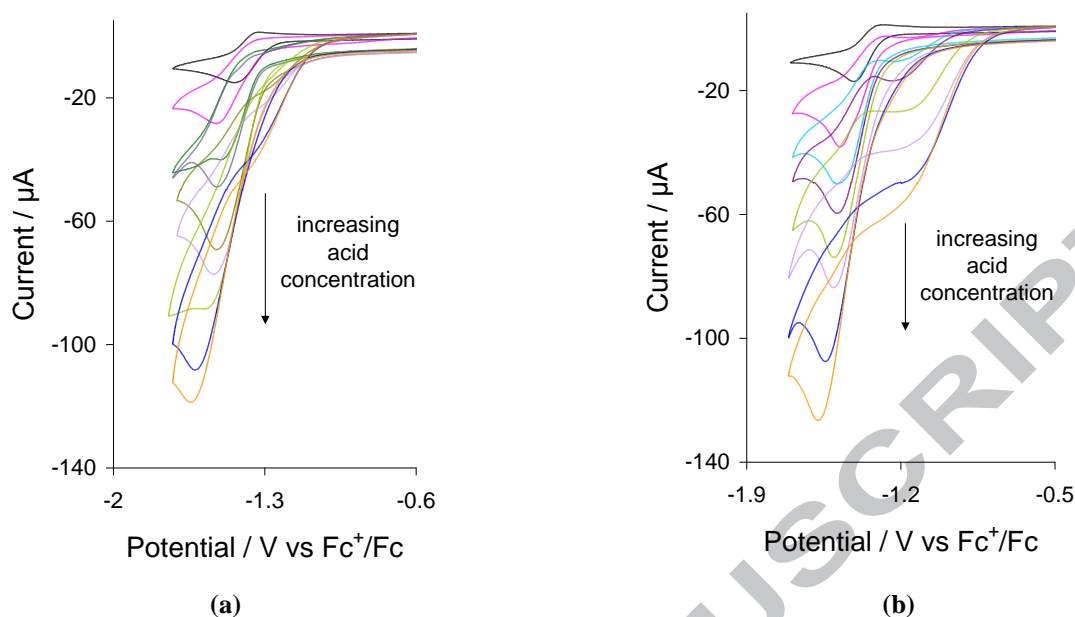 -20
-60
-100
-140
Current / µA
-2
-1.3
-0.6
Potential / V vs Fc+/Fc
increasing
acid
concentration
(a)
-20
-60
-100
-140
Current / µA
-1.9
-1.2
-0.5
Potential / V vs Fc+/Fc
increasing
acid
concentration
(b)
USCRIPT